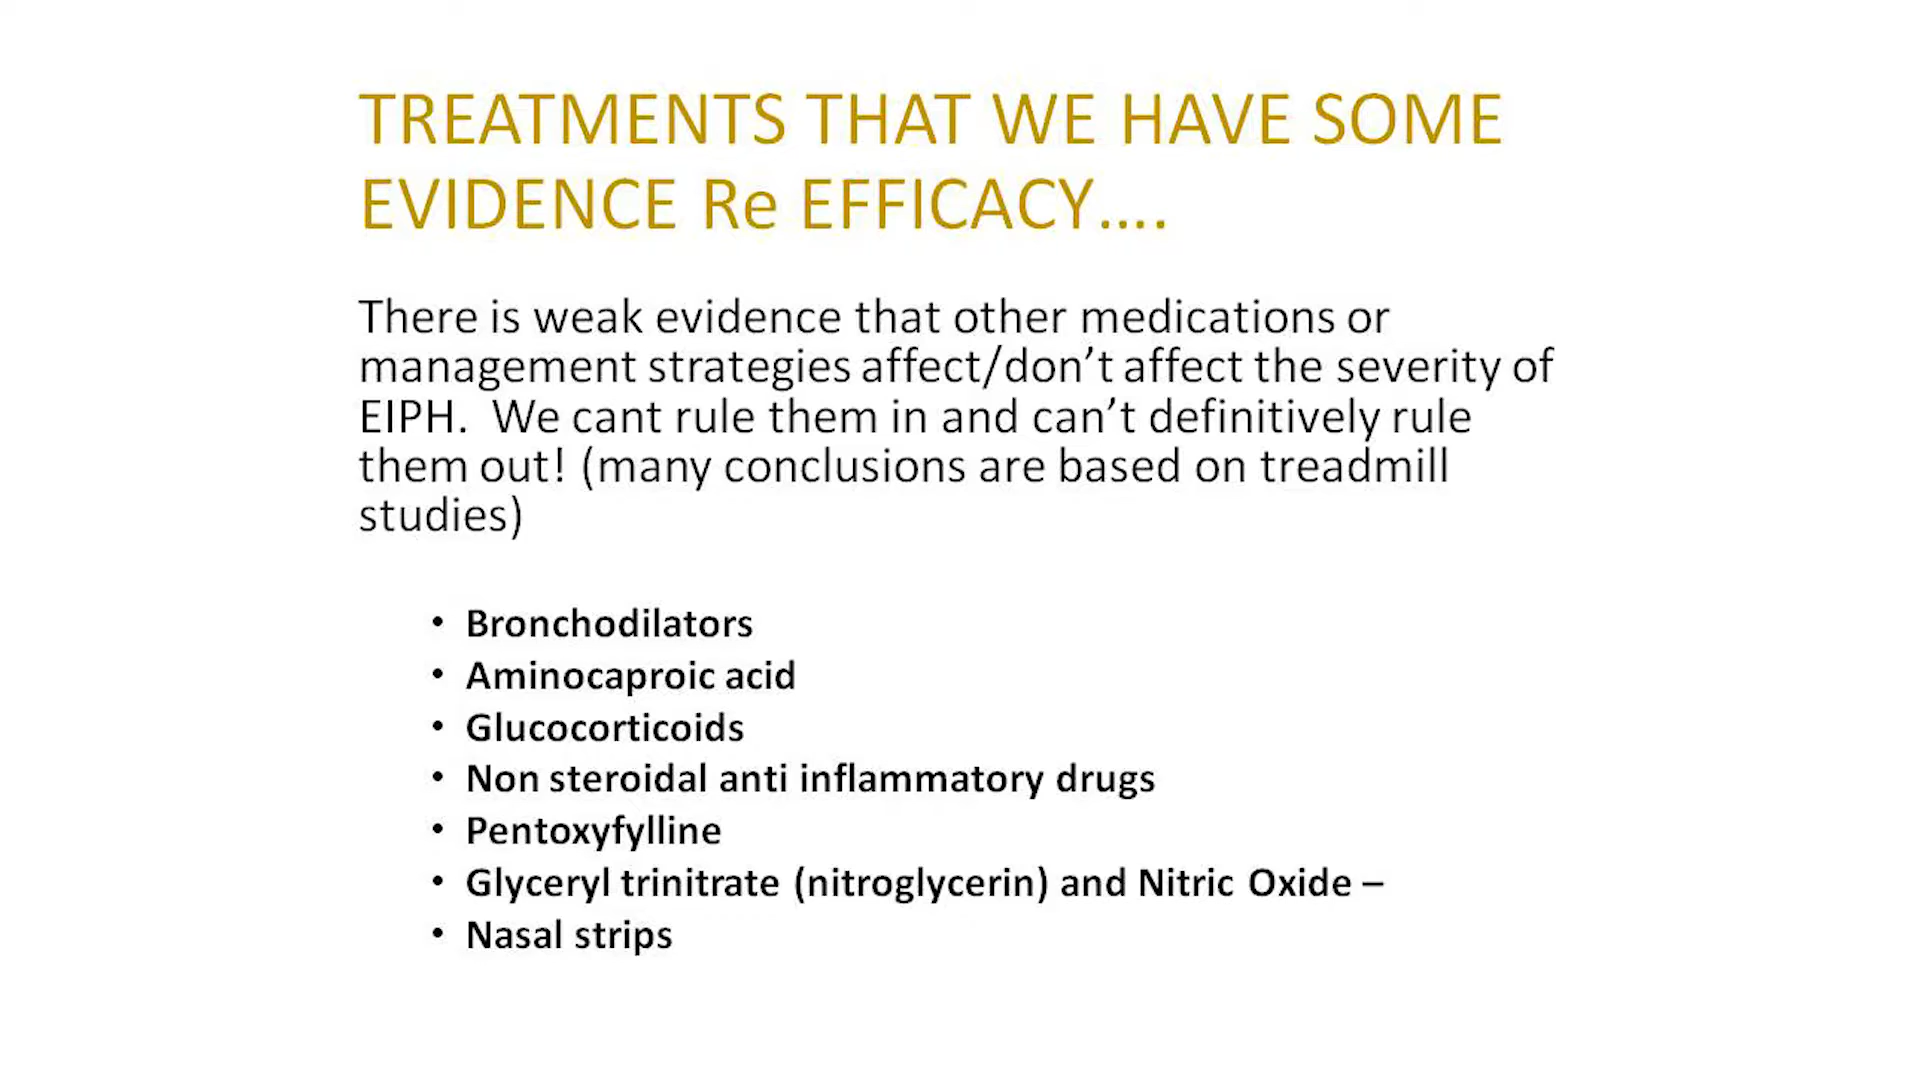 TREATMENTS THAT WE HAVE SOME
EVIDENCE Re EFFICACY....
There is weak evidence that other medications or
management strategies affect/don't affect the severity of
EIPH.  We cant rule them in and can't definitively rule
them out! (many conclusions are based on treadmill
studies)
• Bronchodilators
• Aminocaproic acid
• Glucocorticoids
• Non steroidal anti inflammatory drugs
• Pentoxyfylline
• Glyceryl trinitrate (nitroglycerin) and Nitric Oxide –
• Nasal strips